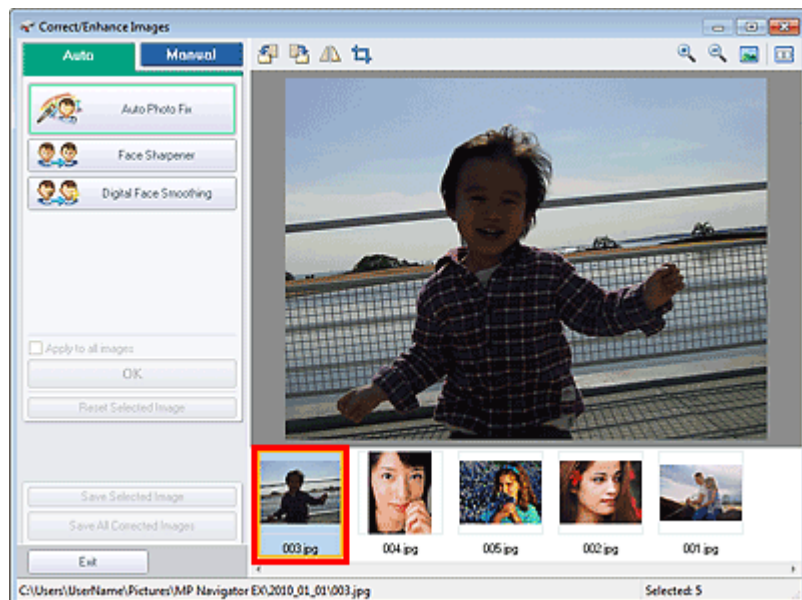 Correct/Enhance Images
Auto Manual
Auto Photo Fix
Face Sharpener
Digital Face Smoothing
Apply to all images
OK
Reset Selected Image
Save Selected Image
Save All Corrected Images
Exit
003.jpg 004.jpg 005.jpg 002.jpg 001.jpg
C:\Users\UserName\Pictures\MP Navigator EX\2010_01_01\003.jpg Selected: 5